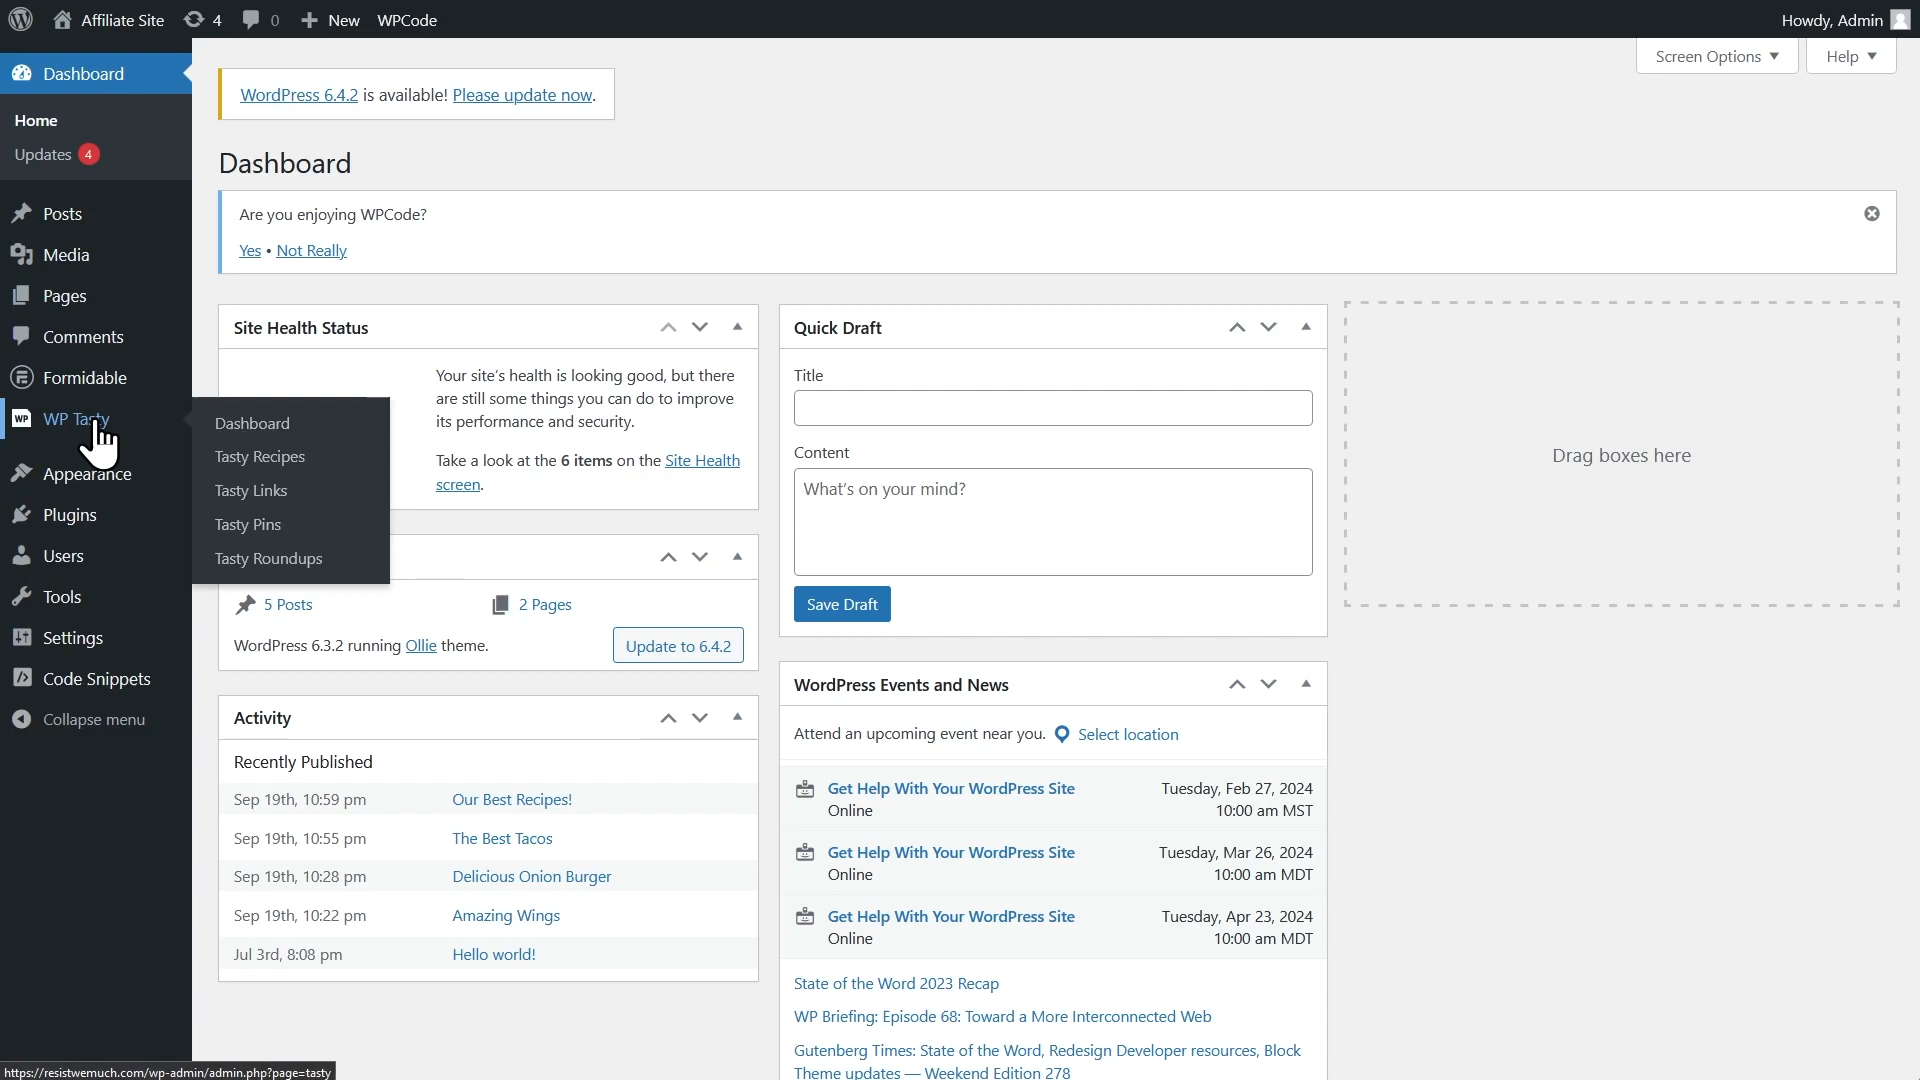 Affiliate Site 4 0 New WPCode Howdy, Admin
Screen Options Help
Dashboard
Home
Updates 4
Posts
Media
Pages
Comments
Formidable
WP Tasty
Appearance
Plugins
Users
Tools
Settings
Code Snippets
Collapse menu
Dashboard
Tasty Recipes
Tasty Links
Tasty Pins
Tasty Roundups
WordPress 6.4.2 is available! Please update now.
Dashboard
Are you enjoying WPCode?
Yes • Not Really
Site Health Status
Your site's health is looking good, but there
are still some things you can do to improve
its performance and security.
Take a look at the 6 items on the Site Health
screen.
5 Posts 2 Pages
WordPress 6.3.2 running Ollie theme. Update to 6.4.2
Activity
Recently Published
Sep 19th, 10:59 pm Our Best Recipes!
Sep 19th, 10:55 pm The Best Tacos
Sep 19th, 10:28 pm Delicious Onion Burger
Sep 19th, 10:22 pm Amazing Wings
Jul 3rd, 8:08 pm Hello world!
Quick Draft
Title
Content
What's on your mind?
Save Draft
WordPress Events and News
Attend an upcoming event near you. Select location
Get Help With Your WordPress Site Tuesday, Feb 27, 2024
Online 10:00 am MST
Get Help With Your WordPress Site Tuesday, Mar 26, 2024
Online 10:00 am MDT
Get Help With Your WordPress Site Tuesday, Apr 23, 2024
Online 10:00 am MDT
State of the Word 2023 Recap
WP Briefing: Episode 68: Toward a More Interconnected Web
Gutenberg Times: State of the Word, Redesign Developer resources, Block
Theme updates — Weekend Edition 278
Drag boxes here
https://resistwemuch.com/wp-admin/admin.php?page=tasty